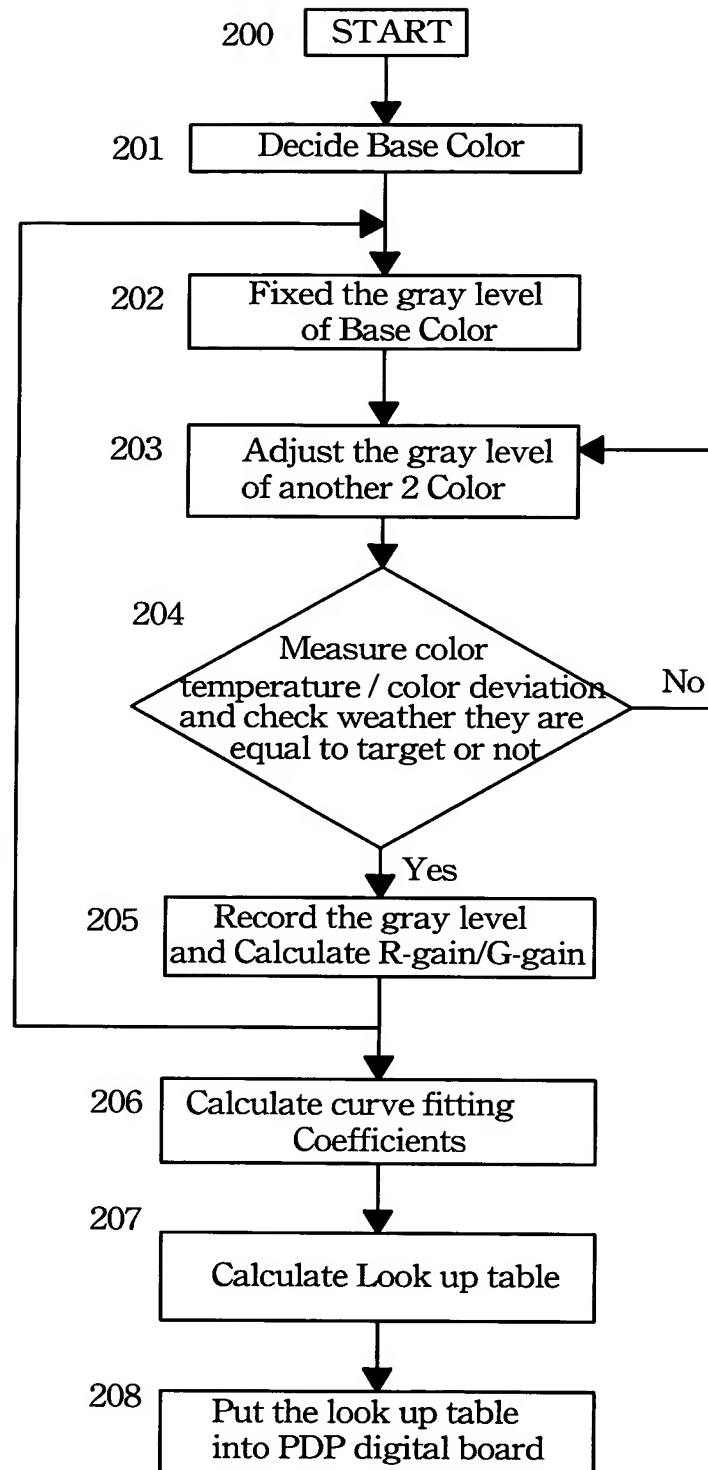 200 START
201 Decide Base Color
202 Fixed the gray level
of Base Color
203 Adjust the gray level
of another 2 Color
204
Measure color
temperature / color deviation
and check weather they are
equal to target or not
No
Yes
205 Record the gray level
and Calculate R-gain/G-gain
206 Calculate curve fitting
Coefficients
207
Calculate Look up table
208 Put the look up table
into PDP digital board